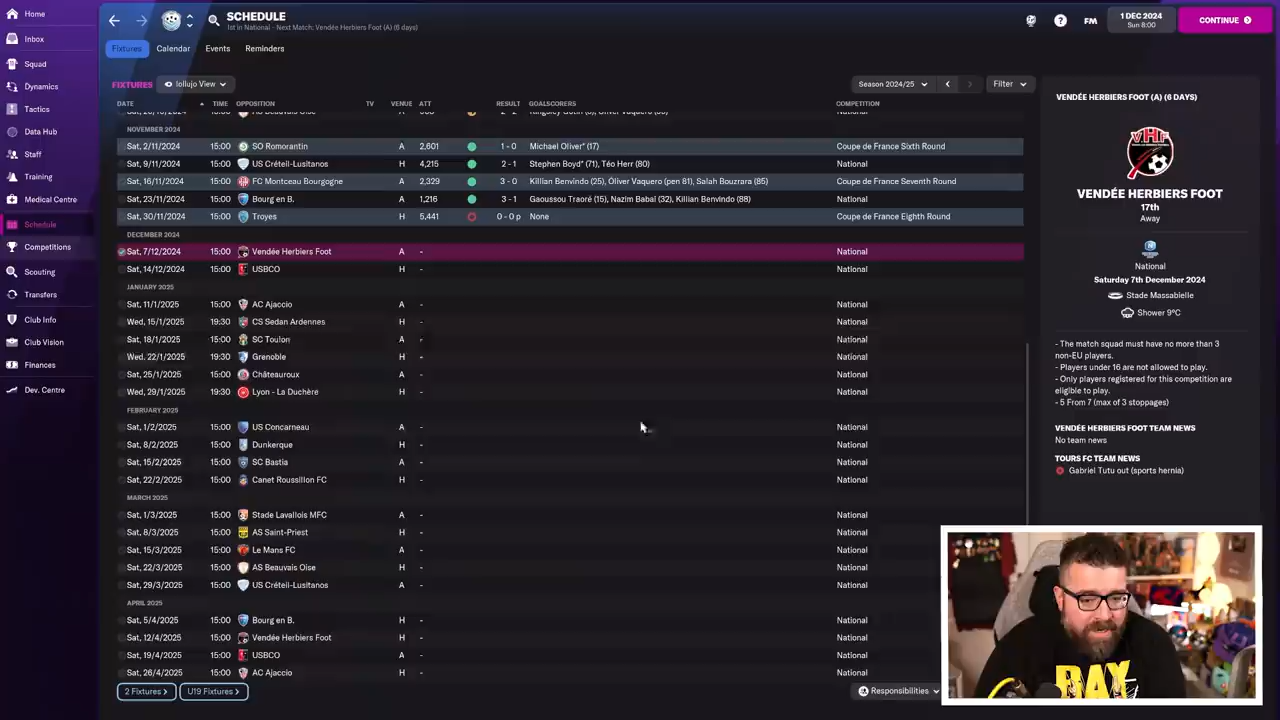 Home
Inbox
Squad
Dynamics
Tactics
Data Hub
Staff
Training
Medical Centre
Schedule
Competitions
Scouting
Transfers
Club Info
Club Vision
Finances
Dev. Centre
SCHEDULE
1st in National - Next Match: Vendée Herbiers Foot (A) (6 days)
FM
1 DEC 2024
Sun 8:00
CONTINUE
Fixtures Calendar Events Reminders
FIXTURES lollujo View Season 2024/25 Filter
DATE TIME OPPOSITION TV VENUE ATT RESULT GOALSCORERS COMPETITION
NOVEMBER 2024
Sat, 2/11/2024 15:00 SO Romorantin A 2,601 1 - 0 Michael Oliver* (17) Coupe de France Sixth Round
Sat, 9/11/2024 15:00 US Créteil-Lusitanos H 4,215 2 - 1 Stephen Boyd* (71), Téo Herr (80) National
Sat, 16/11/2024 15:00 FC Montceau Bourgogne A 2,329 3 - 0 Killian Benvindo (25), Óliver Vaquero (pen 81), Salah Bouzrara (85) Coupe de France Seventh Round
Sat, 23/11/2024 15:00 Bourg en B. A 1,216 3 - 1 Gaoussou Traoré (15), Nazim Babaï (32), Killian Benvindo (88) National
Sat, 30/11/2024 15:00 Troyes H 5,441 0 - 0 p None Coupe de France Eighth Round
DECEMBER 2024
Sat, 7/12/2024 15:00 Vendée Herbiers Foot A - National
Sat, 14/12/2024 15:00 USBCO H National
JANUARY 2025
Sat, 11/1/2025 15:00 AC Ajaccio A - National
Wed, 15/1/2025 19:30 CS Sedan Ardennes H - National
Sat, 18/1/2025 15:00 SC Toulon A - National
Wed, 22/1/2025 19:30 Grenoble H - National
Sat, 25/1/2025 15:00 Châteauroux A - National
Wed, 29/1/2025 19:30 Lyon - La Duchère H - National
FEBRUARY 2025
Sat, 1/2/2025 15:00 US Concarneau A - National
Sat, 8/2/2025 15:00 Dunkerque H - National
Sat, 15/2/2025 15:00 SC Bastia A - National
Sat, 22/2/2025 15:00 Canet Roussillon FC H - National
MARCH 2025
Sat, 1/3/2025 15:00 Stade Lavallois MFC A - National
Sat, 8/3/2025 15:00 AS Saint-Priest H - National
Sat, 15/3/2025 15:00 Le Mans FC A - National
Sat, 22/3/2025 15:00 AS Beauvais Oise H - National
Sat, 29/3/2025 15:00 US Créteil-Lusitanos A - National
APRIL 2025
Sat, 5/4/2025 15:00 Bourg en B. H - National
Sat, 12/4/2025 15:00 Vendée Herbiers Foot H - National
Sat, 19/4/2025 15:00 USBCO A - National
Sat, 26/4/2025 15:00 AC Ajaccio H - National
2 Fixtures > U19 Fixtures > Responsibilities
VENDÉE HERBIERS FOOT (A) (6 DAYS)
VHF
VENDÉE HERBIERS FOOT
17th
Away
National
Saturday 7th December 2024
Stade Massabielle
Shower 9°C
- The match squad must have no more than 3
non-EU players.
- Players under 16 are not allowed to play.
- Only players registered for this competition are
eligible to play.
- 5 From 7 (max of 3 stoppages)
VENDÉE HERBIERS FOOT TEAM NEWS
No team news
TOURS FC TEAM NEWS
Gabriel Tutu out (sports hernia)